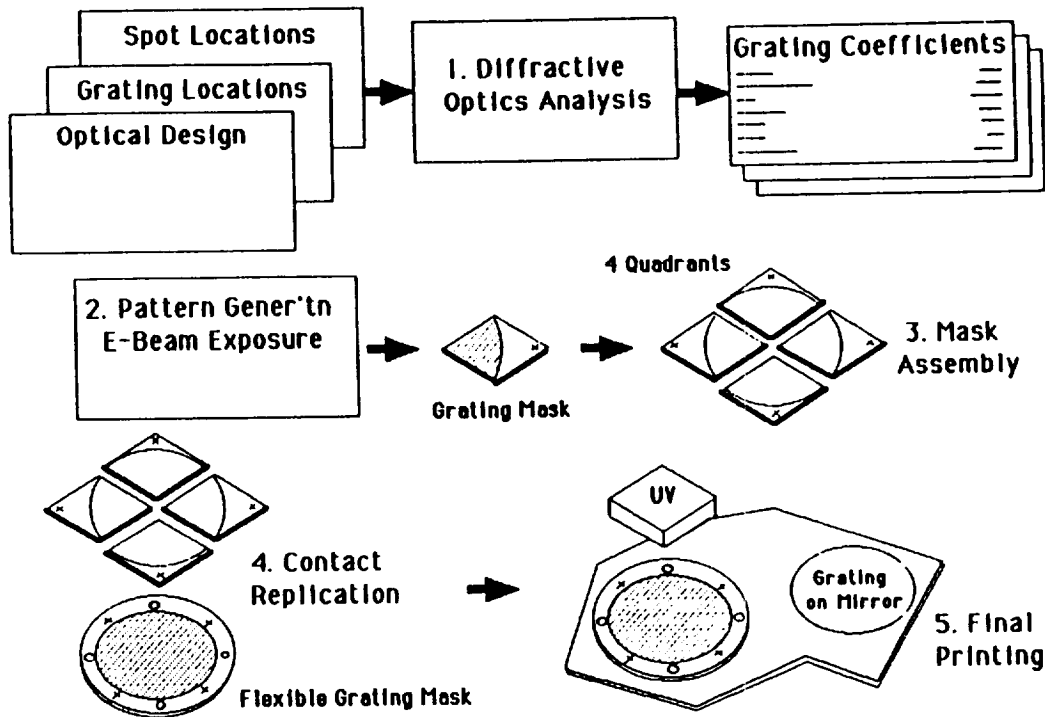 Spot Locations
Grating Locations
Optical Design
1. Diffractive
Optics Analysis
Grating Coefficients
2. Pattern Gener'tn
E-Beam Exposure
Grating Mask
4 Quadrants
3. Mask
Assembly
4. Contact
Replication
Flexible Grating Mask
UV
Grating
on Mirror
5. Final
Printing